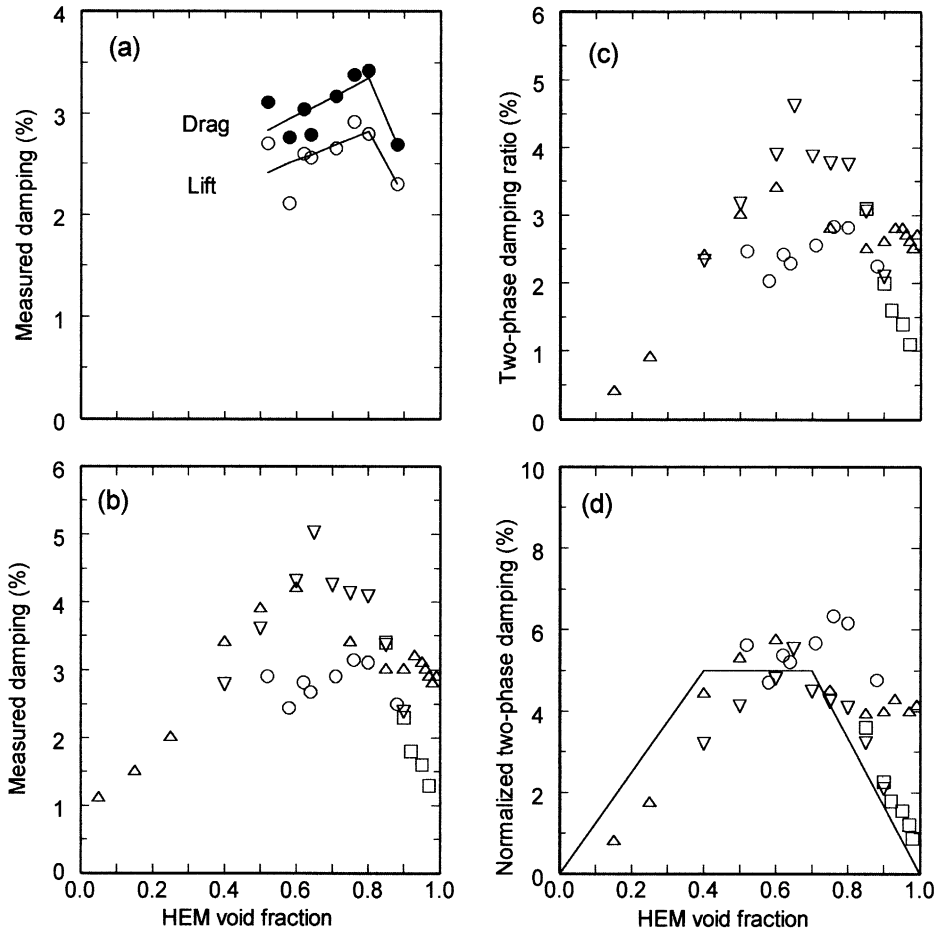 (a)
Measured damping (%)
4
3
2
1
0
Drag
Lift
(c)
Two-phase damping ratio (%)
6
5
4
3
2
1
0
(b)
Measured damping (%)
6
5
4
3
2
1
0
0.0 0.2 0.4 0.6 0.8 1.0
HEM void fraction
(d)
Normalized two-phase damping (%)
10
8
6
4
2
0
0.0 0.2 0.4 0.6 0.8 1.0
HEM void fraction